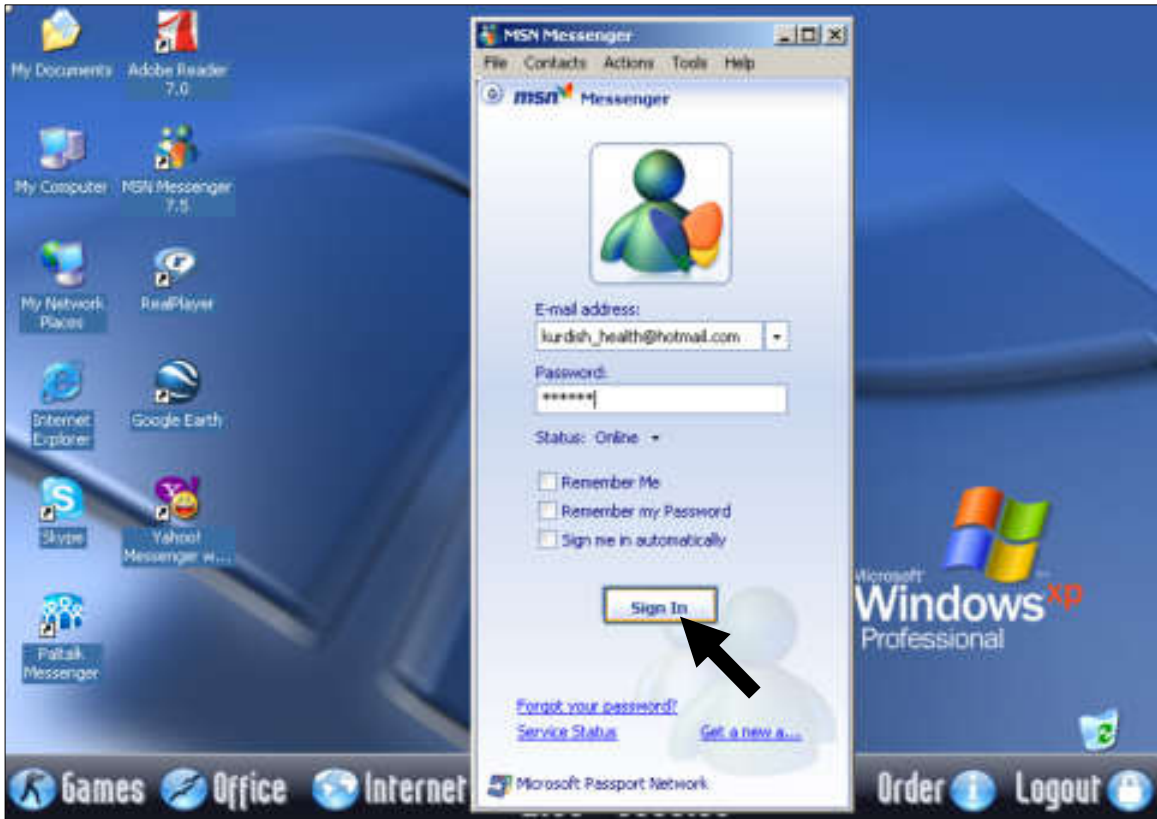 My Documents
Adobe Reader
7.0
My Computer
MSN Messenger
7.5
My Network
Places
RealPlayer
Internet
Explorer
Google Earth
Skype
Yahoo!
Messenger w...
Paltalk
Messenger
MSN Messenger
File Contacts Actions Tools Help
msn Messenger
E-mail address:
kurdish_health@hotmail.com
Password:
******
Status: Online
Remember Me
Remember my Password
Sign me in automatically
Sign In
Forgot your password?
Service Status
Get a new a...
Microsoft Passport Network
Microsoft
Windows xp
Professional
Games
Office
Internet
Order
Logout